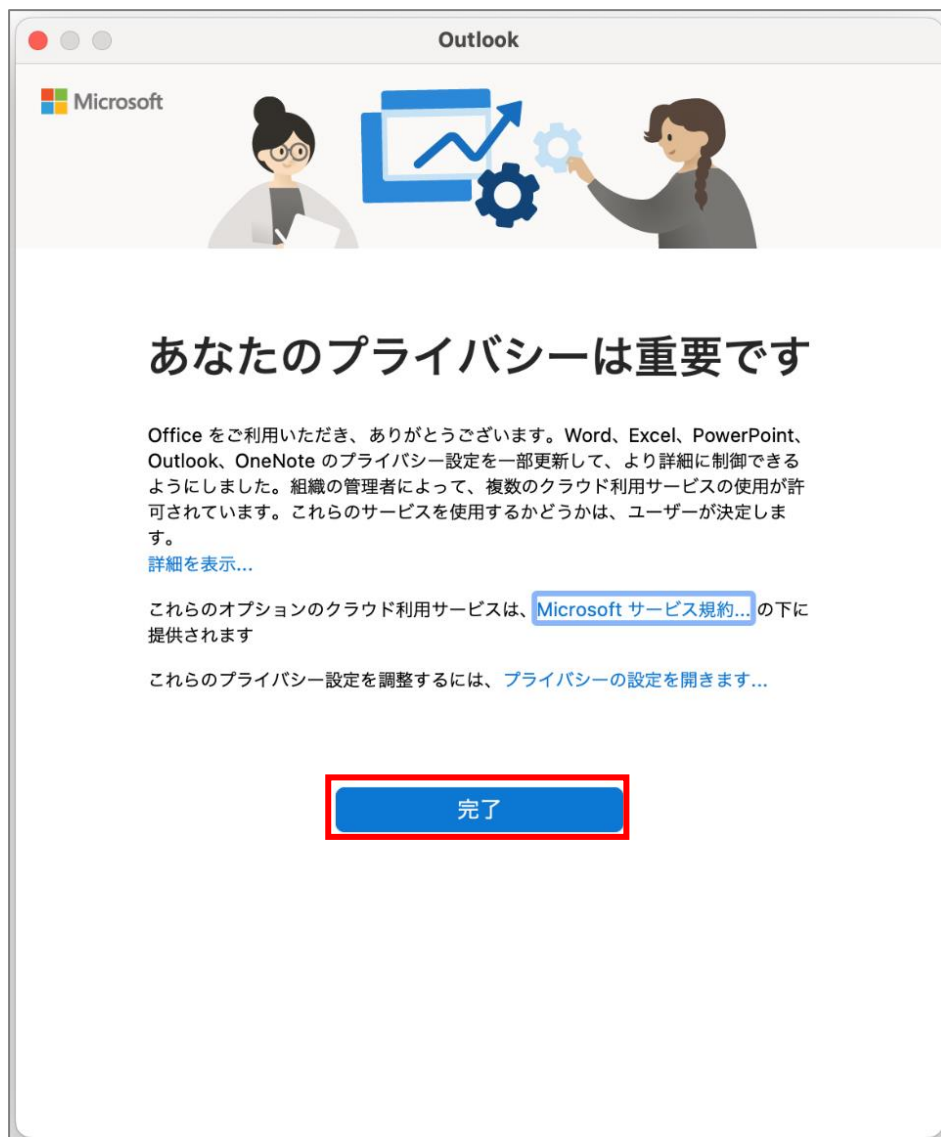 Outlook
Microsoft
あなたのプライバシーは重要です
Office をご利用いただき、ありがとうございます。Word、Excel、PowerPoint、
Outlook、OneNote のプライバシー設定を一部更新して、より詳細に制御できる
ようにしました。組織の管理者によって、複数のクラウド利用サービスの使用が許
可されています。これらのサービスを使用するかどうかは、ユーザーが決定しま
す。
詳細を表示...
これらのオプションのクラウド利用サービスは、Microsoft サービス規約...の下に
提供されます
これらのプライバシー設定を調整するには、プライバシーの設定を開きます...
完了